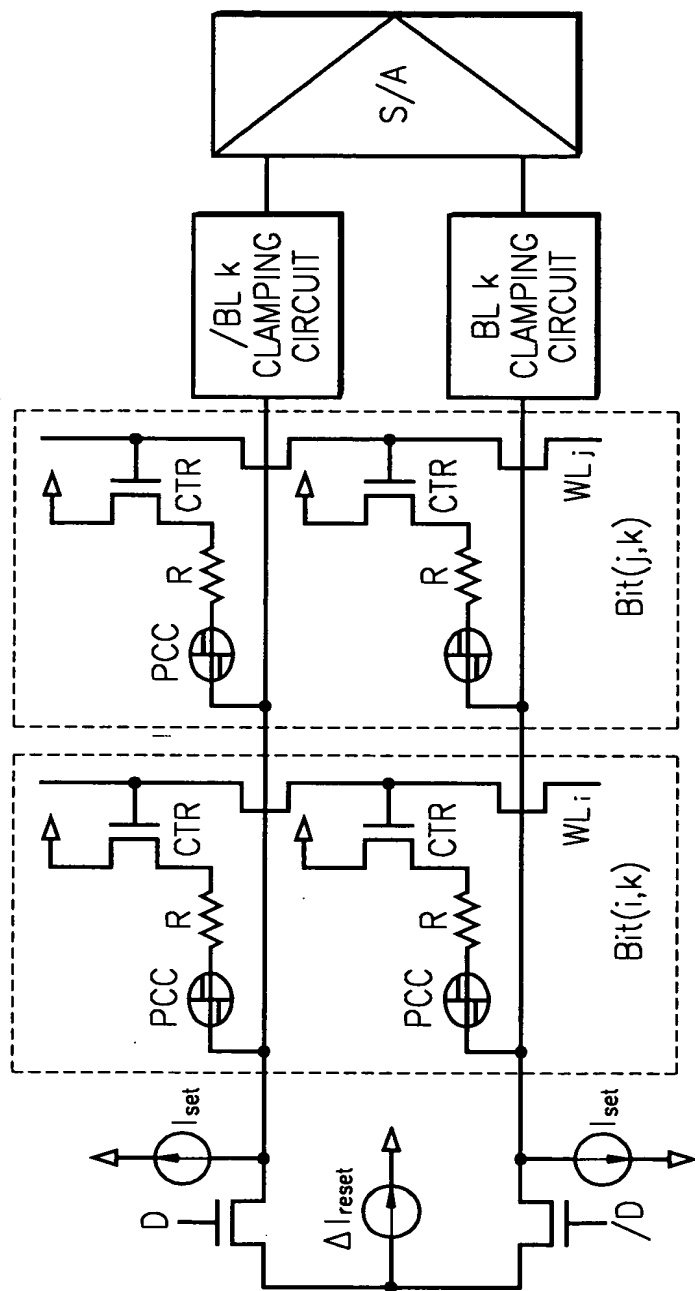 D
I set
ΔI reset
/D
I set
PCC
R
CTR
PCC
R
CTR
WL i
Bit(i,k)
PCC
R
CTR
R
CTR
WL j
Bit(j,k)
/BL k
CLAMPING
CIRCUIT
BL k
CLAMPING
CIRCUIT
S/A